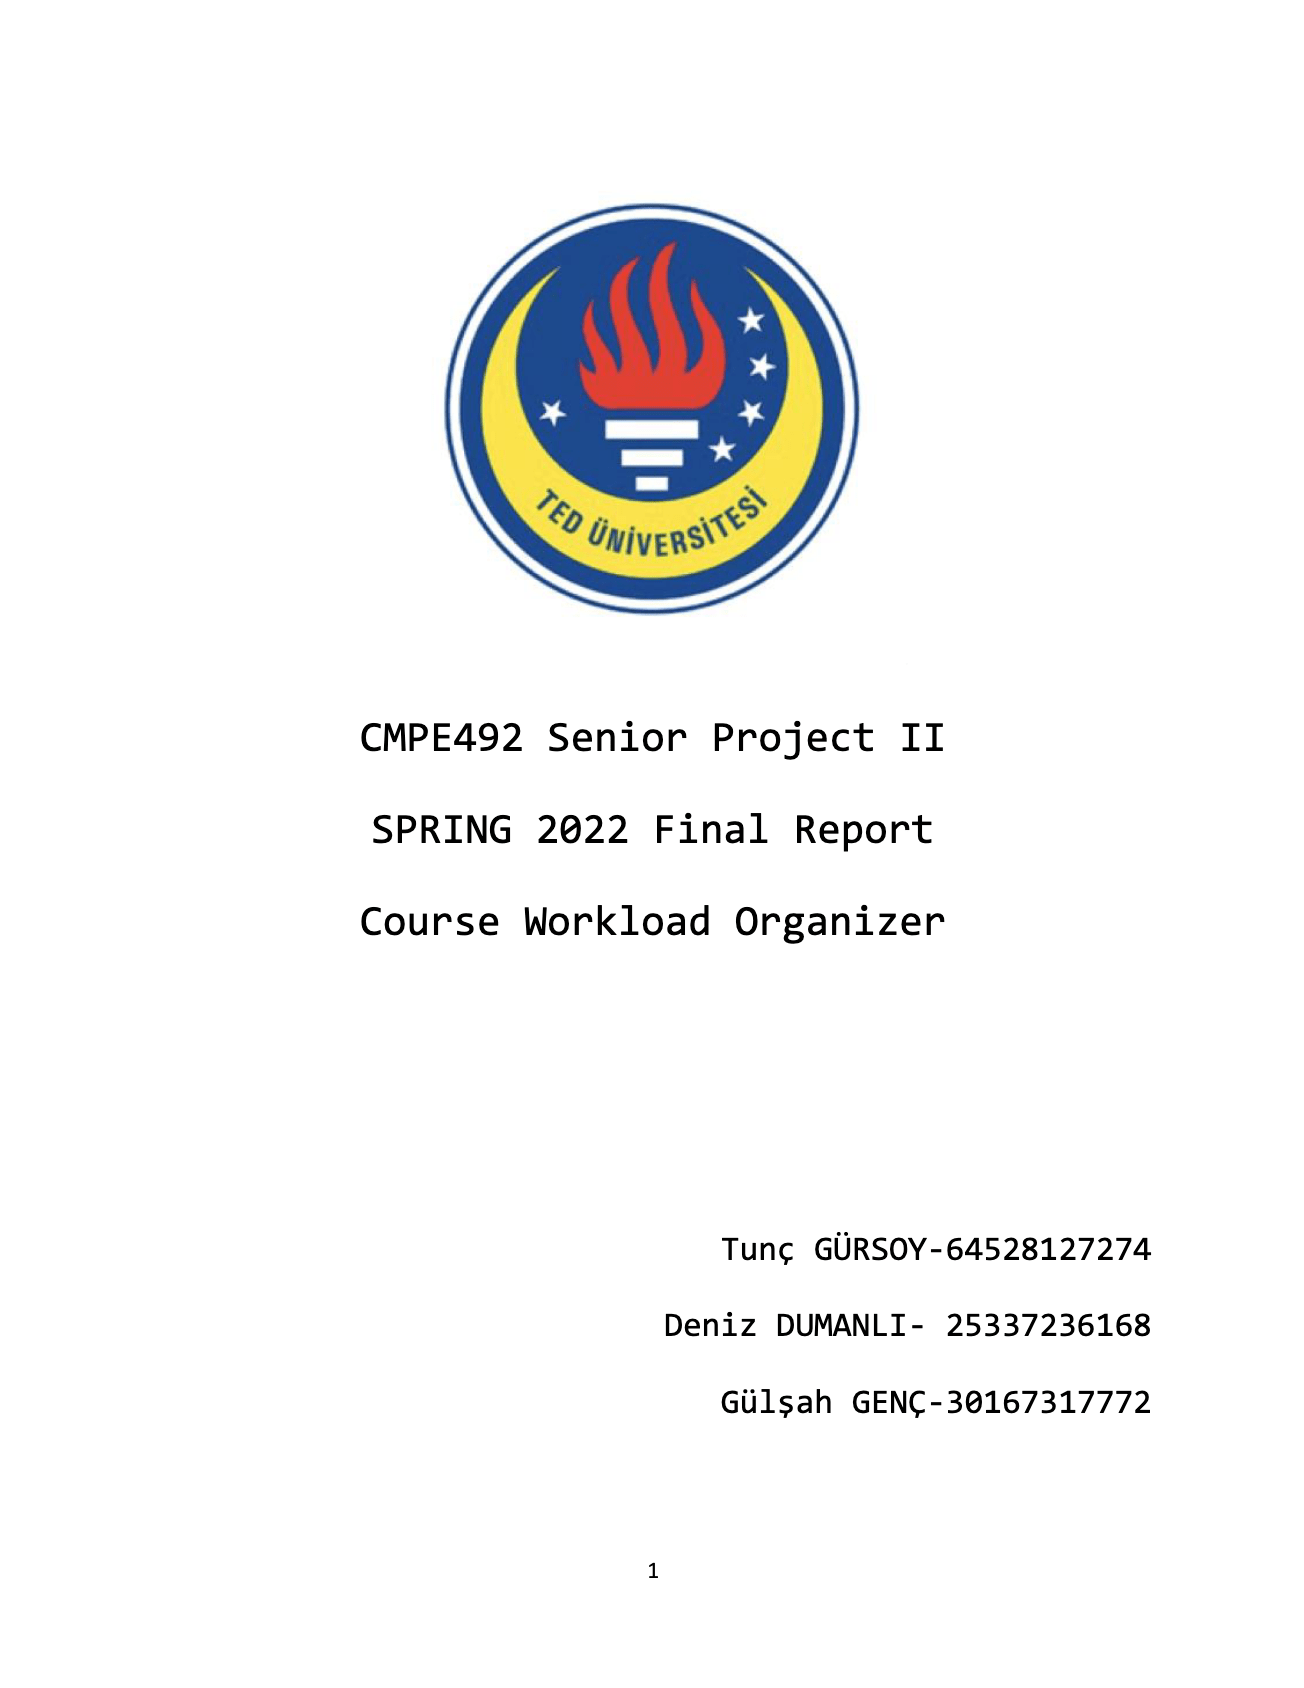 TED ÜNİVERSİTESİ
CMPE492 Senior Project II
SPRING 2022 Final Report
Course Workload Organizer
Tunç GÜRSOY-64528127274
Deniz DUMANLI- 25337236168
Gülşah GENÇ-30167317772
1